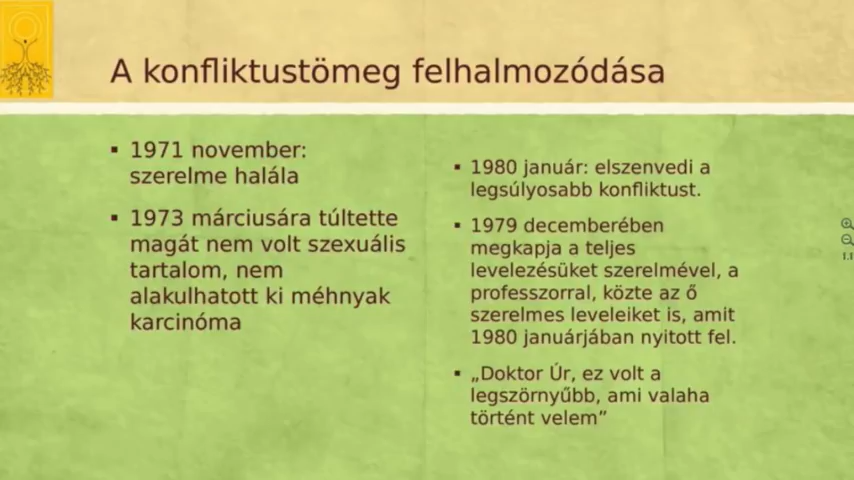 A konfliktustömeg felhalmozódása
1971 november:
szerelme halála
1973 márciusára túltette
magát nem volt szexuális
tartalom, nem
alakulhatott ki méhnyak
karcinóma
1980 január: elszenvedi a
legsúlyosabb konfliktust.
1979 decemberében
megkapja a teljes
levelezésüket szerelmével, a
professzorral, közte az ő
szerelmes leveleiket is, amit
1980 januárjában nyitott fel.
„Doktor Úr, ez volt a
legszörnyűbb, ami valaha
történt velem”